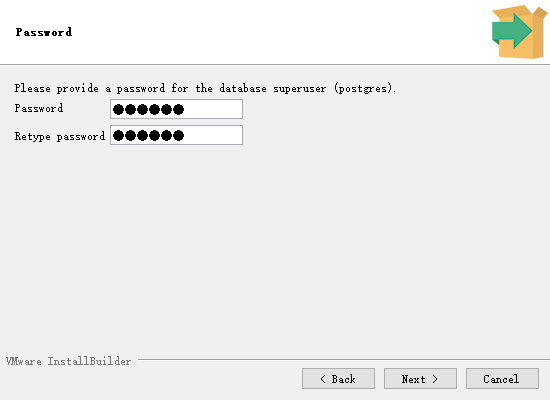 Password
Please provide a password for the database superuser (postgres).
Password ●●●●●●
Retype password ●●●●●●
VMware InstallBuilder
< Back Next > Cancel